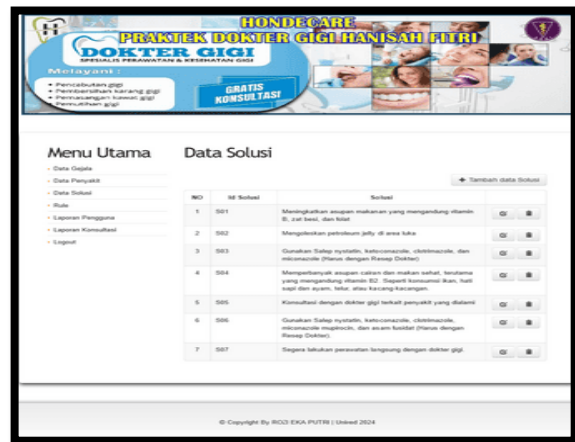 HONDECARE
PRAKTEK DOKTER GIGI HANISAH FITRI
DOKTER GIGI
SPESIALIS PERAWATAN & KESEHATAN GIGI
Melayani :
• Pencebutan gigi
• Pembersihan karang gigi
• Pemasangan kawat gigi
• Pemutihan gigi
GRATIS
KONSULTASI
Menu Utama
Data Gejala
Data Penyakit
Data Solusi
Rule
Laporan Pengguna
Laporan Konsultasi
Logout
Data Solusi
+ Tambah data Solusi
NO Id Solusi Solusi
1 S01 Meningkatkan asupan makanan yang mengandung vitamin
B, zat besi, dan folat
2 S02 Mengoleskan petroleum jelly di area luka
3 S03 Gunakan Salep nystatin, ketoconazole, clotrimazole, dan
miconazole (Harus dengan Resep Dokter)
4 S04 Memperbanyak asupan cairan dan makan sehat, terutama
yang mengandung vitamin B2. Seperti konsumsi ikan, hati
sapi dan ayam, telur, atau kacang-kacangan.
5 S05 Konsultasi dengan dokter gigi terkait penyakit yang dialami
6 S06 Gunakan Salep nystatin, ketoconazole, clotrimazole,
miconazole mupirocin, dan asam fusidat (Harus dengan
Resep Dokter).
7 S07 Segera lakukan perawatan langsung dengan dokter gigi.
© Copyright By ROZI EKA PUTRI | Unived 2024